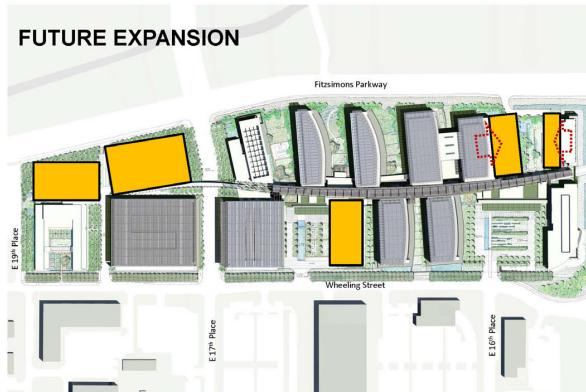 FUTURE EXPANSION
Fitzsimons Parkway
E 19th Place
Wheeling Street
E 17th Place
E 16th Place